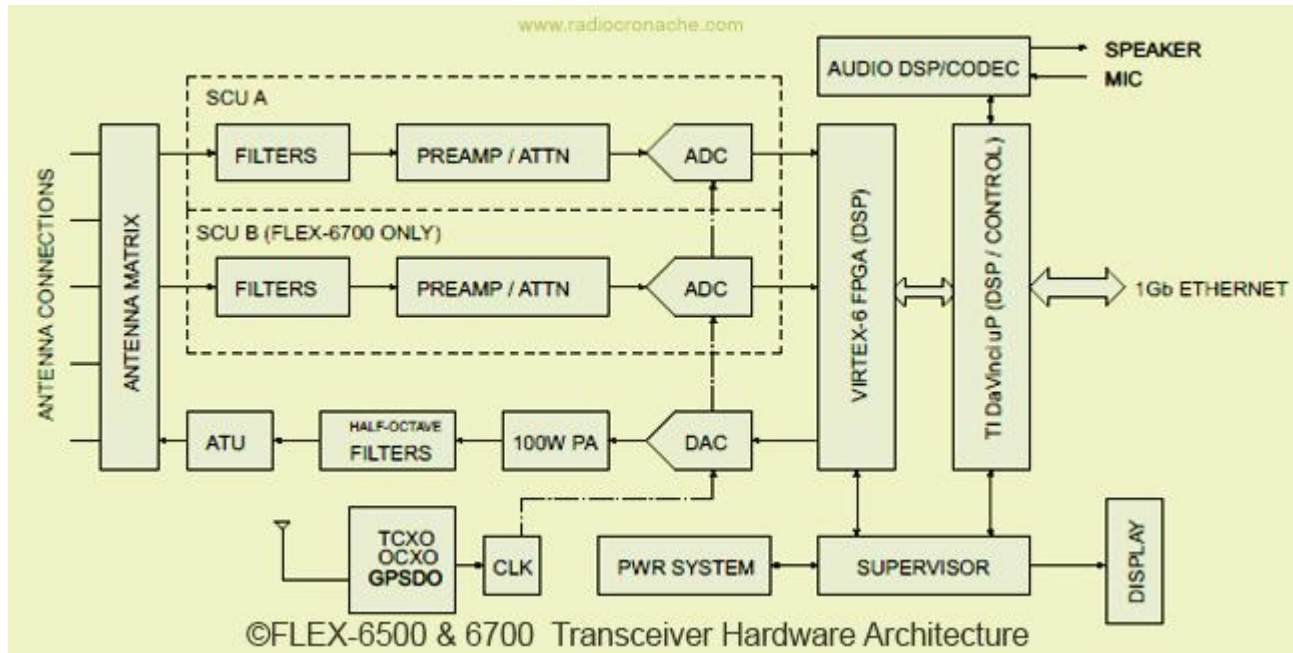 www.radiocronache.com
AUDIO DSP/CODEC
SPEAKER
MIC
SCU A
FILTERS
PREAMP / ATTN
ADC
SCU B (FLEX-6700 ONLY)
FILTERS
PREAMP / ATTN
ADC
ANTENNA CONNECTIONS
ANTENNA MATRIX
VIRTEX-6 FPGA (DSP)
TI DaVinci uP (DSP / CONTROL)
1Gb ETHERNET
ATU
HALF-OCTAVE
FILTERS
100W PA
DAC
TCXO
OCXO
GPSDO
CLK
PWR SYSTEM
SUPERVISOR
DISPLAY
©FLEX-6500 & 6700 Transceiver Hardware Architecture